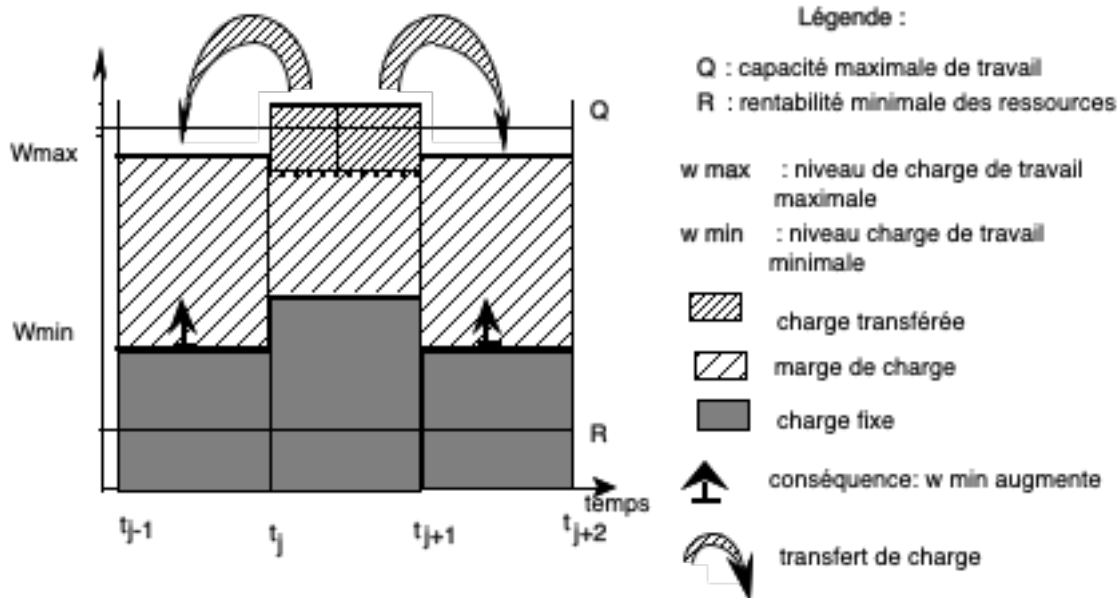 Légende :
Q : capacité maximale de travail
Q
R : rentabilité minimale des ressources
Wmax
w max : niveau de charge de travail
maximale
w min : niveau charge de travail
minimale
Wmin
charge transférée
marge de charge
charge fixe
R
conséquence: w min augmente
temps
tj-1
tj
tj+1
tj+2
transfert de charge